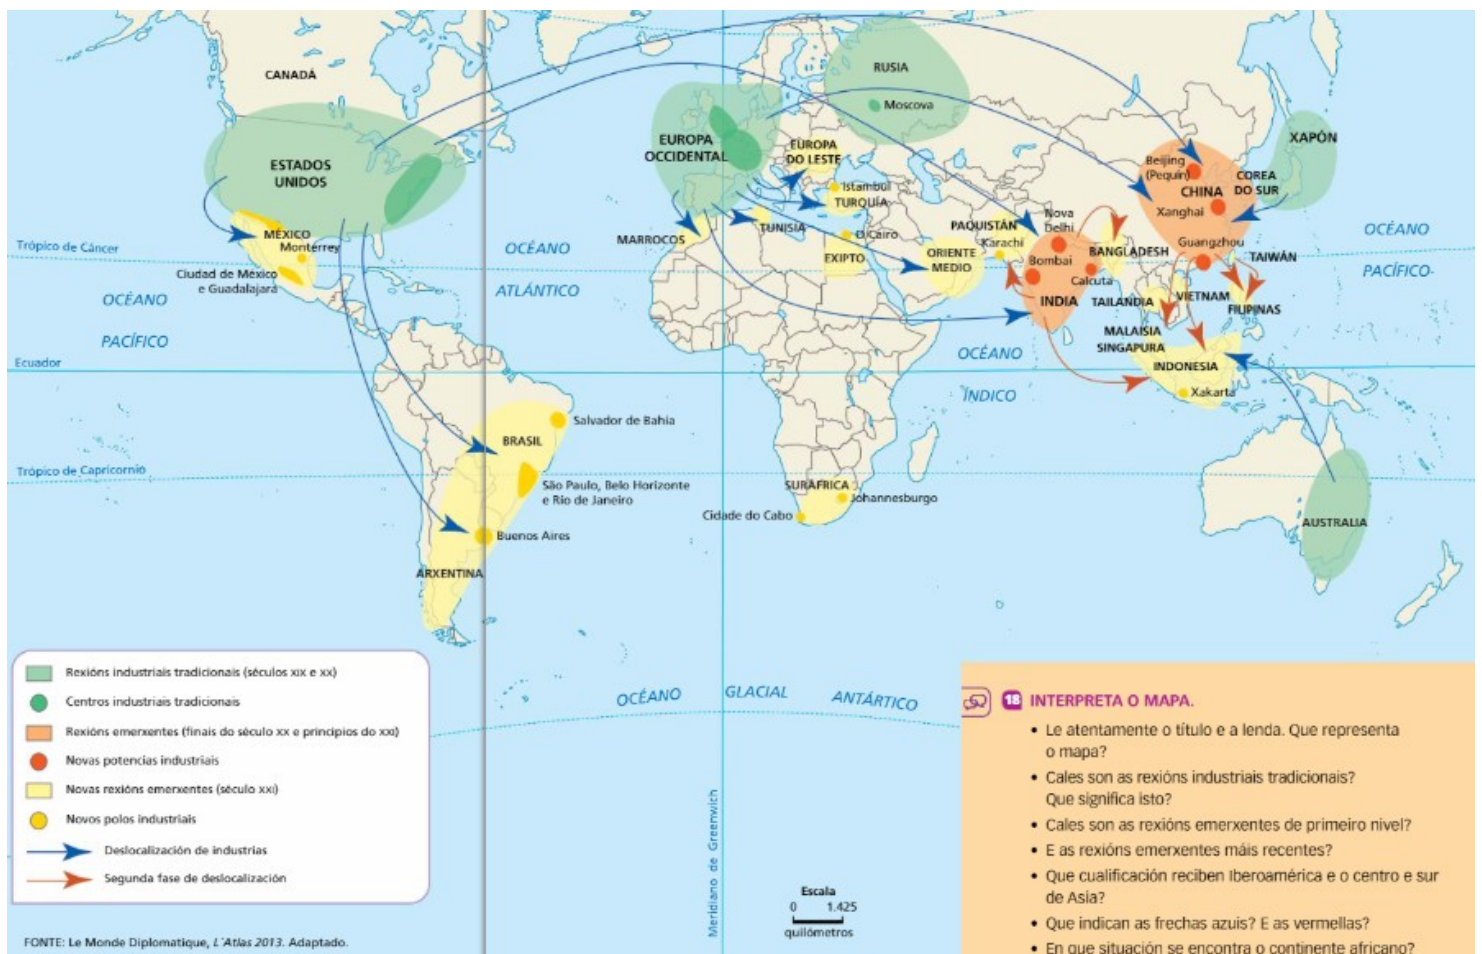 CANADÁ
ESTADOS
UNIDOS
MÉXICO
Monterrey
Ciudad de México
e Guadalajara
Trópico de Cáncer
OCÉANO
PACÍFICO
Ecuador
Trópico de Capricornio
OCÉANO
ATLÁNTICO
BRASIL
Salvador de Bahia
São Paulo, Belo Horizonte
e Río de Janeiro
Buenos Aires
ARXENTINA
EUROPA
OCCIDENTAL
RUSIA
Moscova
EUROPA
DO LESTE
Istambul
TURQUÍA
MARROCOS
TUNISIA
O Cairo
EXIPTO
ORIENTE
MEDIO
PAQUISTÁN
Karachi
Nova
Delhi
Bombai
Calcuta
INDIA
BANGLADESH
Beijing
(Pequín)
CHINA
Xanghai
Guangzhou
COREA
DO SUR
XAPÓN
TAIWÁN
TAILANDIA
VIETNAM
FILIPINAS
MALAISIA
SINGAPURA
INDONESIA
Xakarta
OCÉANO
PACÍFICO
OCÉANO
ÍNDICO
SURÁFRICA
Johannesburgo
Cidade do Cabo
AUSTRALIA
OCÉANO GLACIAL ANTÁRTICO
Meridiano de Greenwich
Rexións industriais tradicionais (séculos XIX e XX)
Centros industriais tradicionais
Rexións emerxentes (finais do século XX e principios do XXI)
Novas potencias industriais
Novas rexións emerxentes (século XXI)
Novos polos industriais
Deslocalización de industrias
Segunda fase de deslocalización
FONTE: Le Monde Diplomatique, L'Atlas 2013. Adaptado.
Escala
0 1.425
quilómetros
18 INTERPRETA O MAPA.
• Le atentamente o título e a lenda. Que representa
o mapa?
• Cales son as rexións industriais tradicionais?
Que significa isto?
• Cales son as rexións emerxentes de primeiro nivel?
• E as rexións emerxentes máis recentes?
• Que cualificación reciben Iberoamérica e o centro e sur
de Asia?
• Que indican as frechas azuis? E as vermellas?
• En que situación se encontra o continente africano?